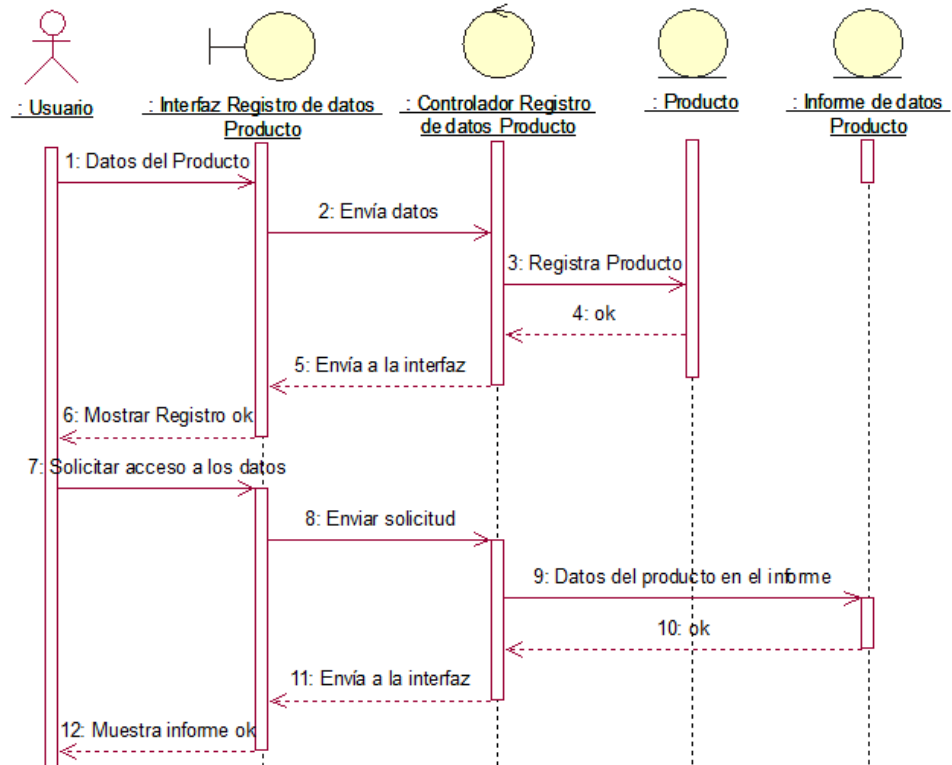 : Usuario
: Interfaz Registro de datos
Producto
: Controlador Registro
de datos Producto
: Producto
: Informe de datos
Producto
1: Datos del Producto
2: Envía datos
3: Registra Producto
4: ok
5: Envía a la interfaz
6: Mostrar Registro ok
7: Solicitar acceso a los datos
8: Enviar solicitud
9: Datos del producto en el informe
10: ok
11: Envía a la interfaz
12: Muestra informe ok